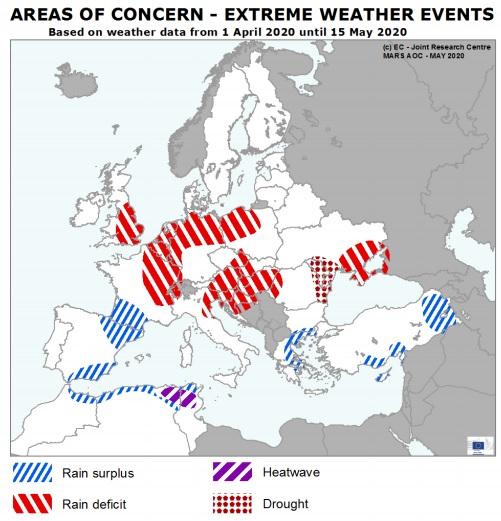 AREAS OF CONCERN - EXTREME WEATHER EVENTS
Based on weather data from 1 April 2020 until 15 May 2020
(c) EC - Joint Research Centre
MARS AOC - MAY 2020
Rain surplus
Heatwave
Rain deficit
Drought